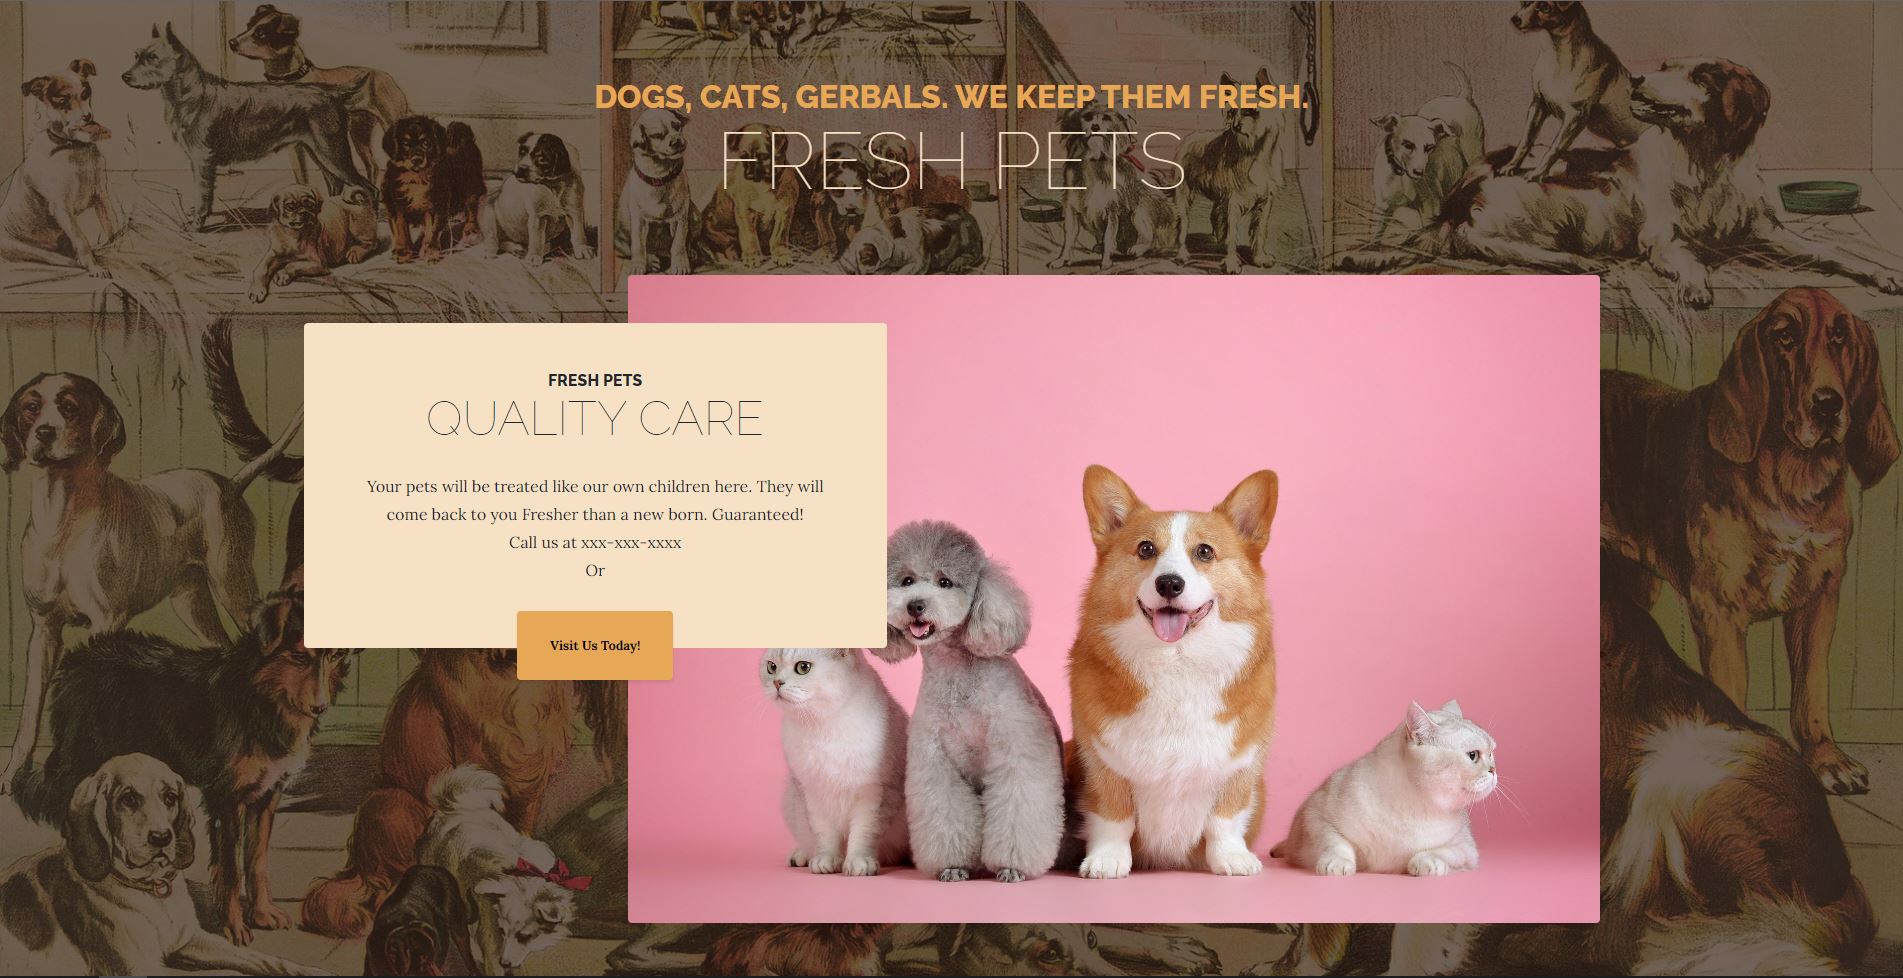 DOGS, CATS, GERBALS. WE KEEP THEM FRESH.
FRESH PETS
FRESH PETS
QUALITY CARE
Your pets will be treated like our own children here. They will
come back to you Fresher than a new born. Guaranteed!
Call us at xxx-xxx-xxxx
Or
Visit Us Today!